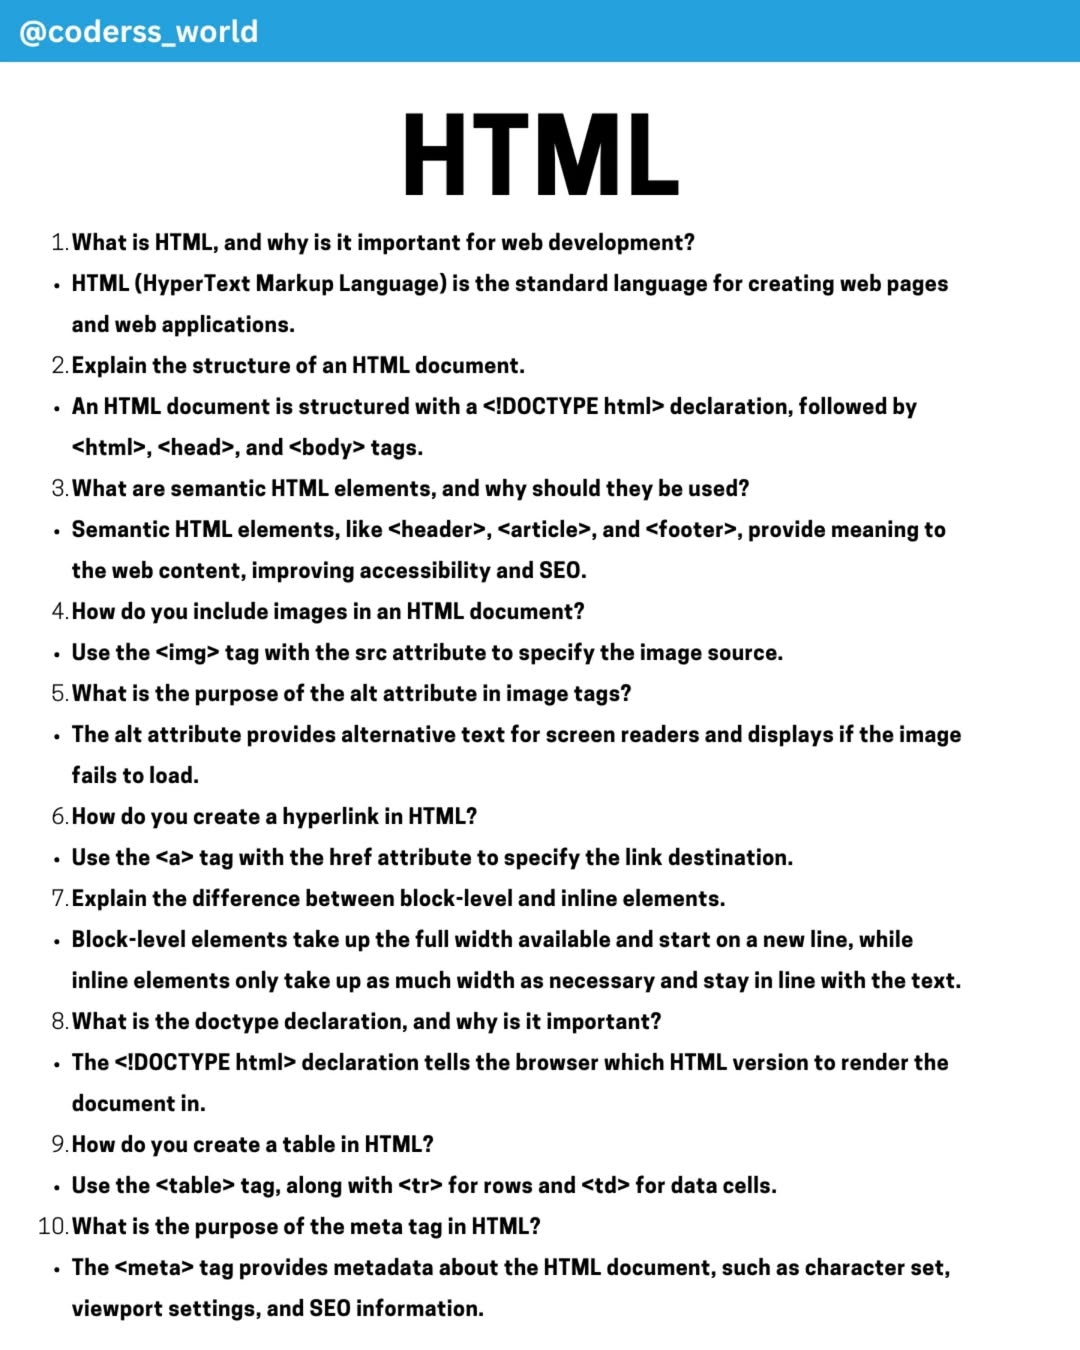 @coderss_world
HTML
1. What is HTML, and why is it important for web development?
• HTML (HyperText Markup Language) is the standard language for creating web pages
and web applications.
2. Explain the structure of an HTML document.
• An HTML document is structured with a <!DOCTYPE html> declaration, followed by
<html>, <head>, and <body> tags.
3. What are semantic HTML elements, and why should they be used?
• Semantic HTML elements, like <header>, <article>, and <footer>, provide meaning to
the web content, improving accessibility and SEO.
4. How do you include images in an HTML document?
• Use the <img> tag with the src attribute to specify the image source.
5. What is the purpose of the alt attribute in image tags?
• The alt attribute provides alternative text for screen readers and displays if the image
fails to load.
6. How do you create a hyperlink in HTML?
• Use the <a> tag with the href attribute to specify the link destination.
7. Explain the difference between block-level and inline elements.
• Block-level elements take up the full width available and start on a new line, while
inline elements only take up as much width as necessary and stay in line with the text.
8. What is the doctype declaration, and why is it important?
• The <!DOCTYPE html> declaration tells the browser which HTML version to render the
document in.
9. How do you create a table in HTML?
• Use the <table> tag, along with <tr> for rows and <td> for data cells.
10. What is the purpose of the meta tag in HTML?
• The <meta> tag provides metadata about the HTML document, such as character set,
viewport settings, and SEO information.